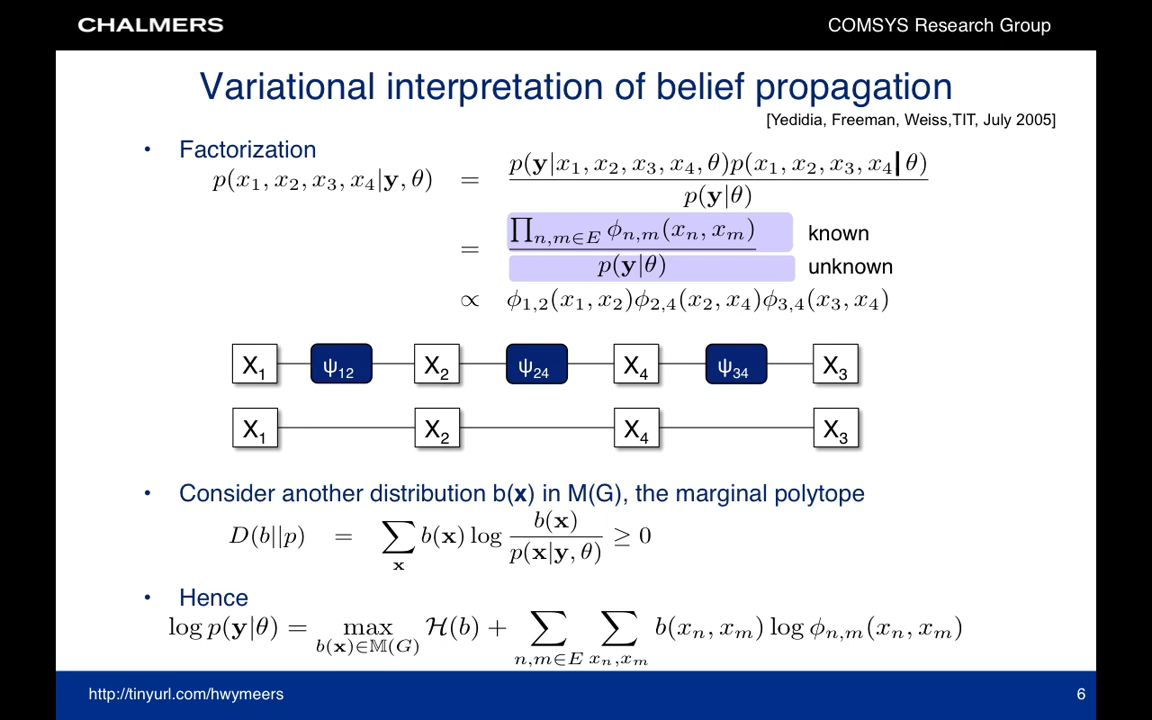 CHALMERS
COMSYS Research Group
Variational interpretation of belief propagation
[Yedidia, Freeman, Weiss,TIT, July 2005]
• Factorization
p(x₁, x₂, x₃, x₄|y, θ) = p(y|x₁, x₂, x₃, x₄, θ)p(x₁, x₂, x₃, x₄|θ)
p(y|θ)
= ∏n,m∈E ϕn,m(xn, xm) known
p(y|θ) unknown
∝ ϕ₁,₂(x₁, x₂)ϕ₂,₄(x₂, x₄)ϕ₃,₄(x₃, x₄)
X₁ ψ₁₂ X₂ ψ₂₄ X₄ ψ₃₄ X₃
X₁ X₂ X₄ X₃
• Consider another distribution b(x) in M(G), the marginal polytope
D(b||p) = ∑x b(x) log b(x) / p(x|y, θ) ≥ 0
• Hence
log p(y|θ) = max b(x)∈𝕄(G) ℋ(b) + ∑n,m∈E ∑xn,xm b(xn, xm) log ϕn,m(xn, xm)
http://tinyurl.com/hwymeers
6